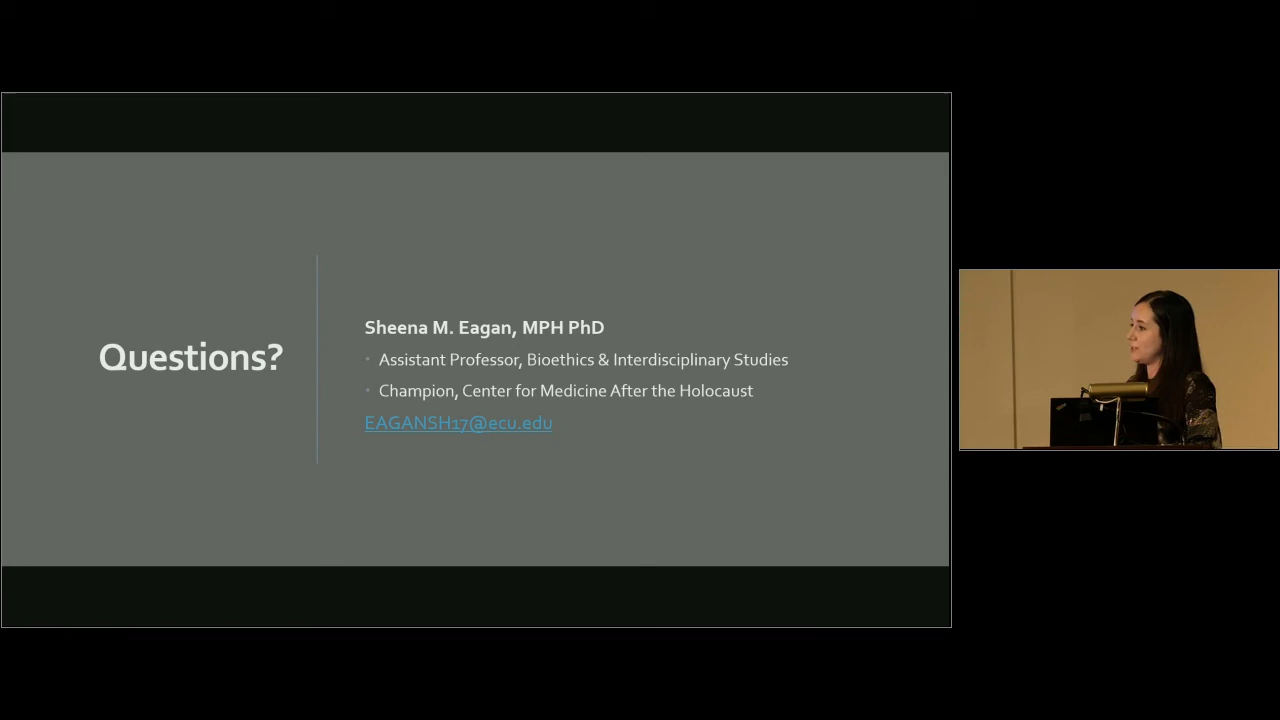 Questions?
Sheena M. Eagan, MPH PhD
Assistant Professor, Bioethics & Interdisciplinary Studies
Champion, Center for Medicine After the Holocaust
EAGANSH17@ecu.edu